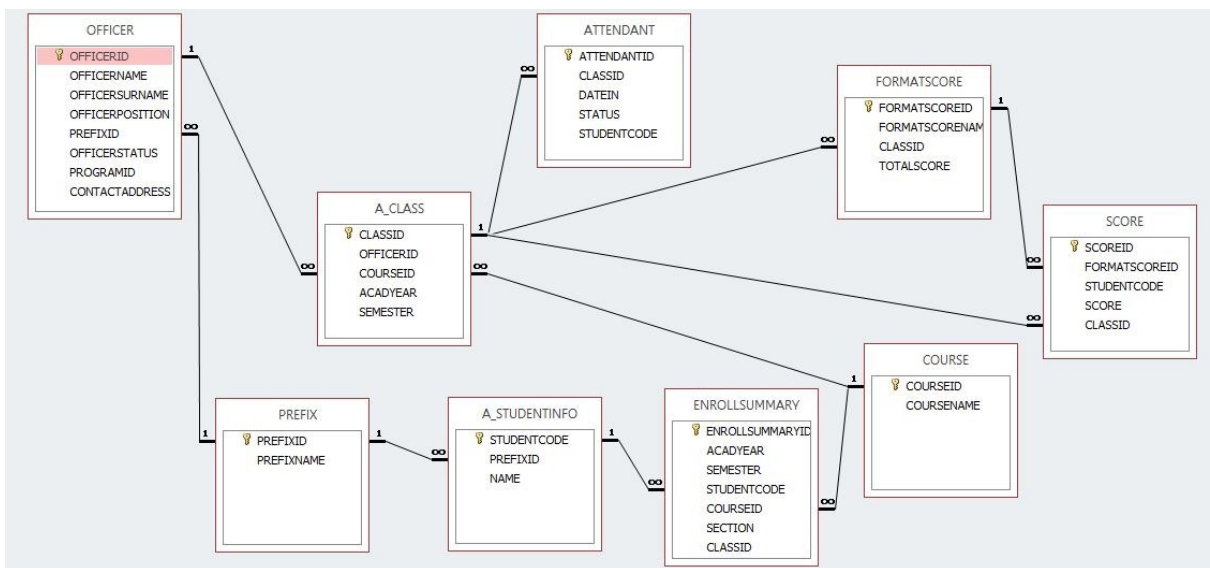 OFFICER
OFFICERID
OFFICERNAME
OFFICERSURNAME
OFFICERPOSITION
PREFIXID
OFFICERSTATUS
PROGRAMID
CONTACTADDRESS
1
∞
ATTENDANT
ATTENDANTID
CLASSID
DATEIN
STATUS
STUDENTCODE
∞
FORMATSCORE
FORMATSCOREID
FORMATSCORENAM
CLASSID
TOTALSCORE
1
∞
A_CLASS
CLASSID
OFFICERID
COURSEID
ACADYEAR
SEMESTER
∞
1
∞
SCORE
SCOREID
FORMATSCOREID
STUDENTCODE
SCORE
CLASSID
∞
∞
PREFIX
PREFIXID
PREFIXNAME
1
1
A_STUDENTINFO
STUDENTCODE
PREFIXID
NAME
∞
1
ENROLLSUMMARY
ENROLLSUMMARYID
ACADYEAR
SEMESTER
STUDENTCODE
COURSEID
SECTION
CLASSID
∞
∞
COURSE
COURSEID
COURSENAME
1